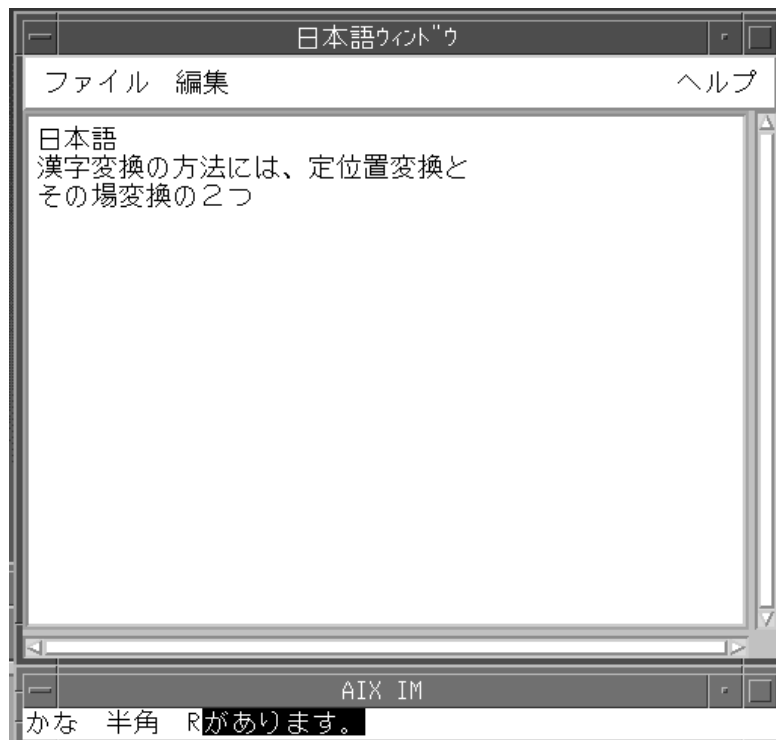 日本語ｳｨﾝﾄﾞｳ
ファイル 編集 ヘルプ
日本語
漢字変換の方法には、定位置変換と
その場変換の２つ
AIX IM
かな 半角 Rがあります。